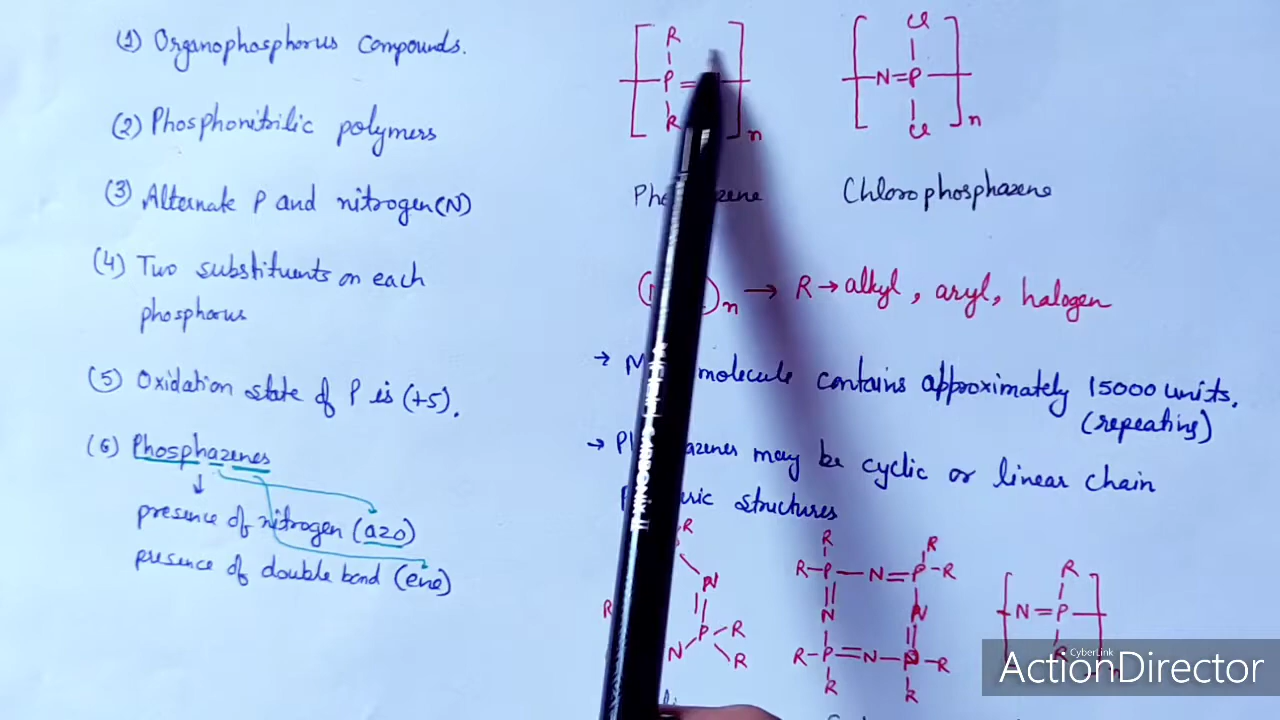 (1) Organophosphorus Compounds.
(2) Phosphonitrilic polymers
(3) Alternate P and nitrogen(N)
(4) Two substituents on each
phosphorus
(5) Oxidation state of P is (+5).
(6) Phosphazenes
presence of nitrogen (azo)
presence of double bond (ene)
R
P=
R
n
Cl
N=P
Cl
n
Chlorophosphazene
n → R → alkyl, aryl, halogen
→ molecule contains approximately 15000 units.
(repeating)
→ may be cyclic or linear chain
structures
R
N
P-R
N R
R
R-P-N=P-R
N N
R-P=N-P-R
R R
R
N=P
R
n
CyberLink
ActionDirector